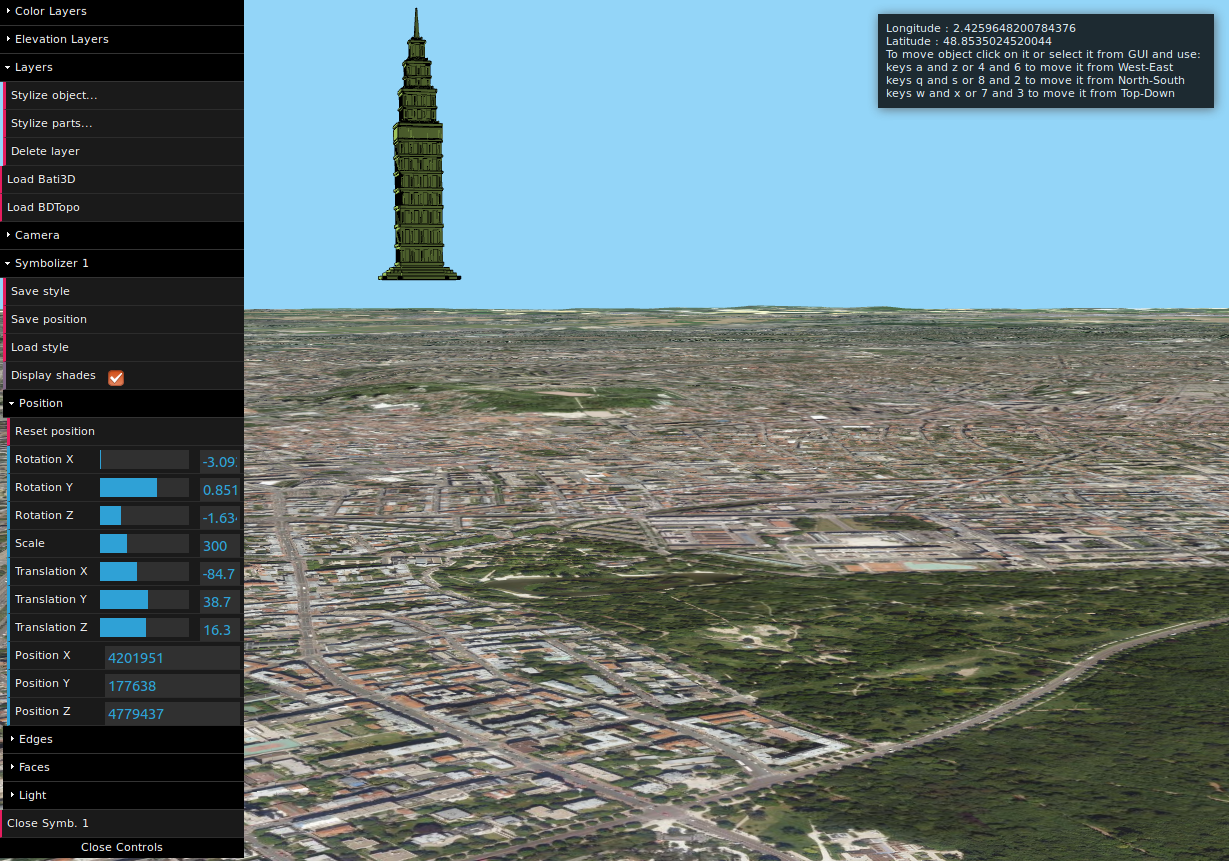 Color Layers
Elevation Layers
Layers
Stylize object...
Stylize parts...
Delete layer
Load Bati3D
Load BDTopo
Camera
Symbolizer 1
Save style
Save position
Load style
Display shades
Position
Reset position
Rotation X -3.09
Rotation Y 0.851
Rotation Z -1.63
Scale 300
Translation X -84.7
Translation Y 38.7
Translation Z 16.3
Position X 4201951
Position Y 177638
Position Z 4779437
Edges
Faces
Light
Close Symb. 1
Close Controls
Longitude : 2.4259648200784376
Latitude : 48.8535024520044
To move object click on it or select it from GUI and use:
keys a and z or 4 and 6 to move it from West-East
keys q and s or 8 and 2 to move it from North-South
keys w and x or 7 and 3 to move it from Top-Down